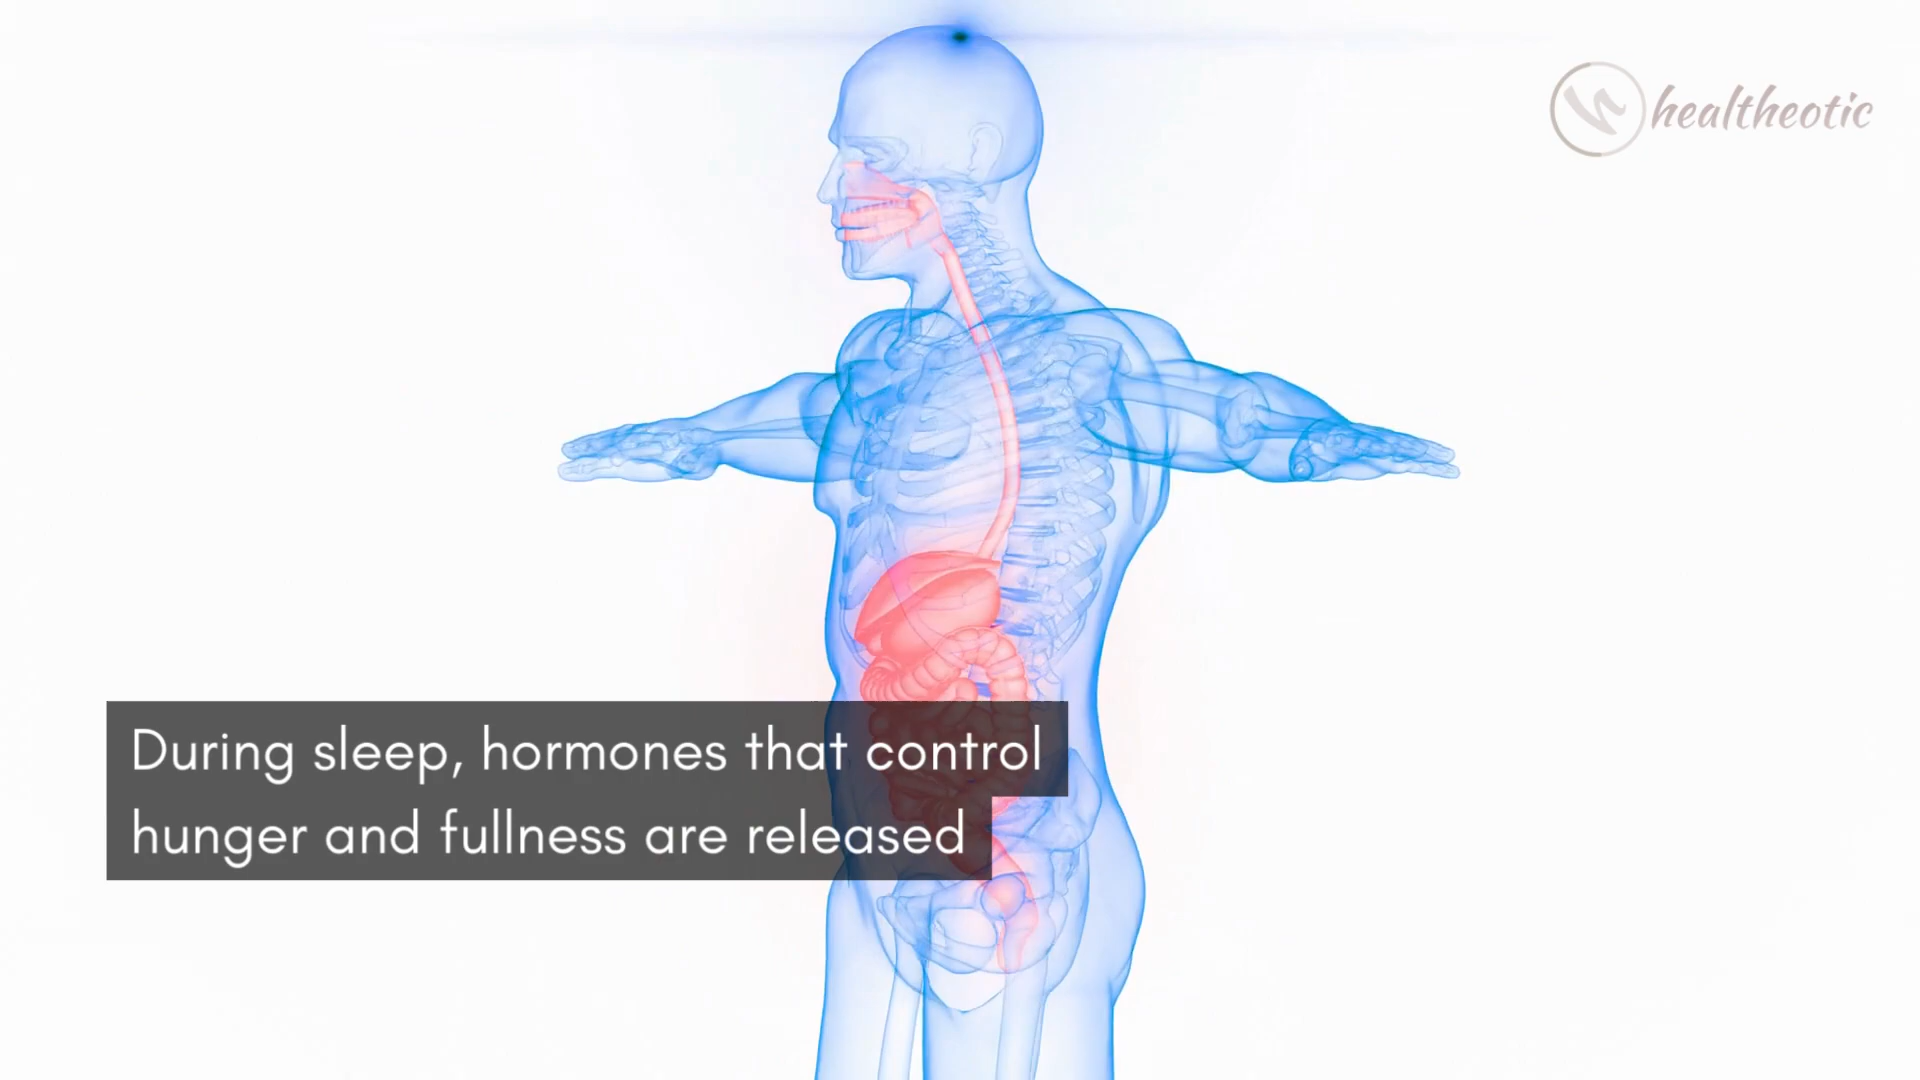 healtheotic
During sleep, hormones that control
hunger and fullness are released